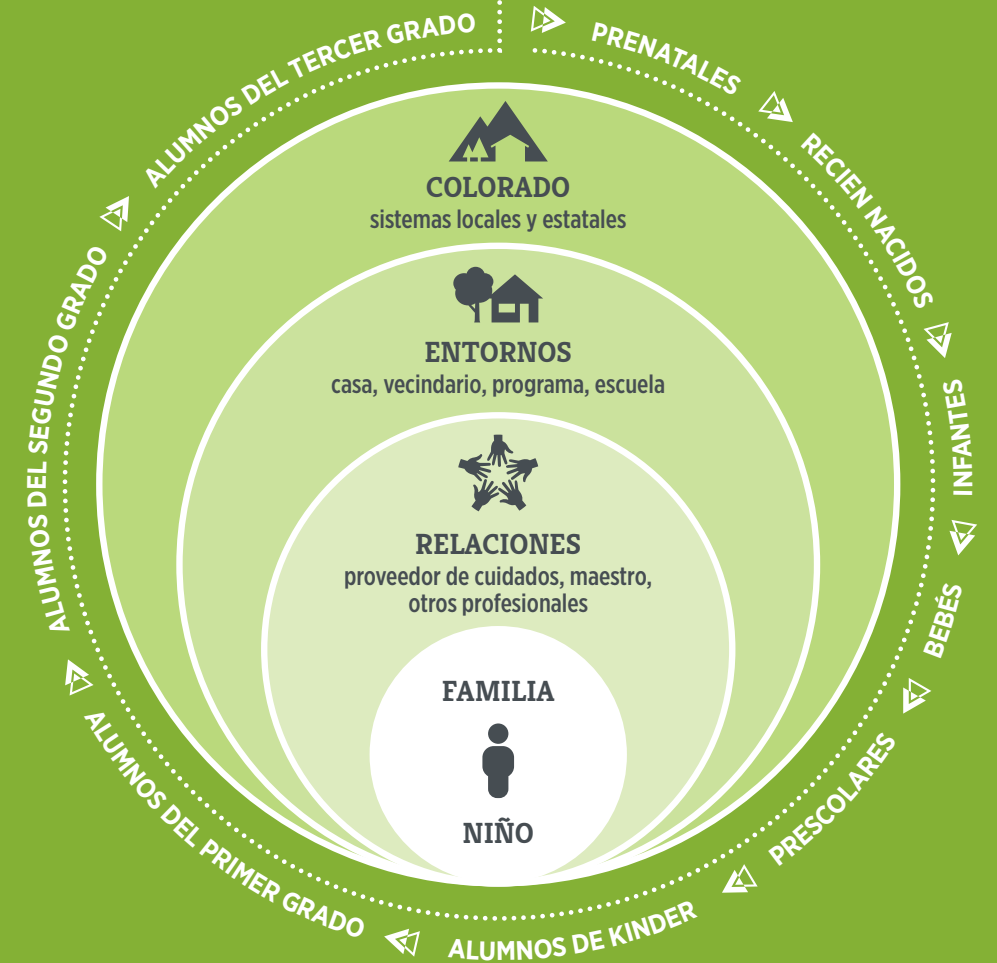 PRENATALES
RECIEN NACIDOS
INFANTES
BEBÉS
PRESCOLARES
ALUMNOS DE KINDER
ALUMNOS DEL PRIMER GRADO
ALUMNOS DEL SEGUNDO GRADO
ALUMNOS DEL TERCER GRADO
COLORADO
sistemas locales y estatales
ENTORNOS
casa, vecindario, programa, escuela
RELACIONES
proveedor de cuidados, maestro,
otros profesionales
FAMILIA
NIÑO